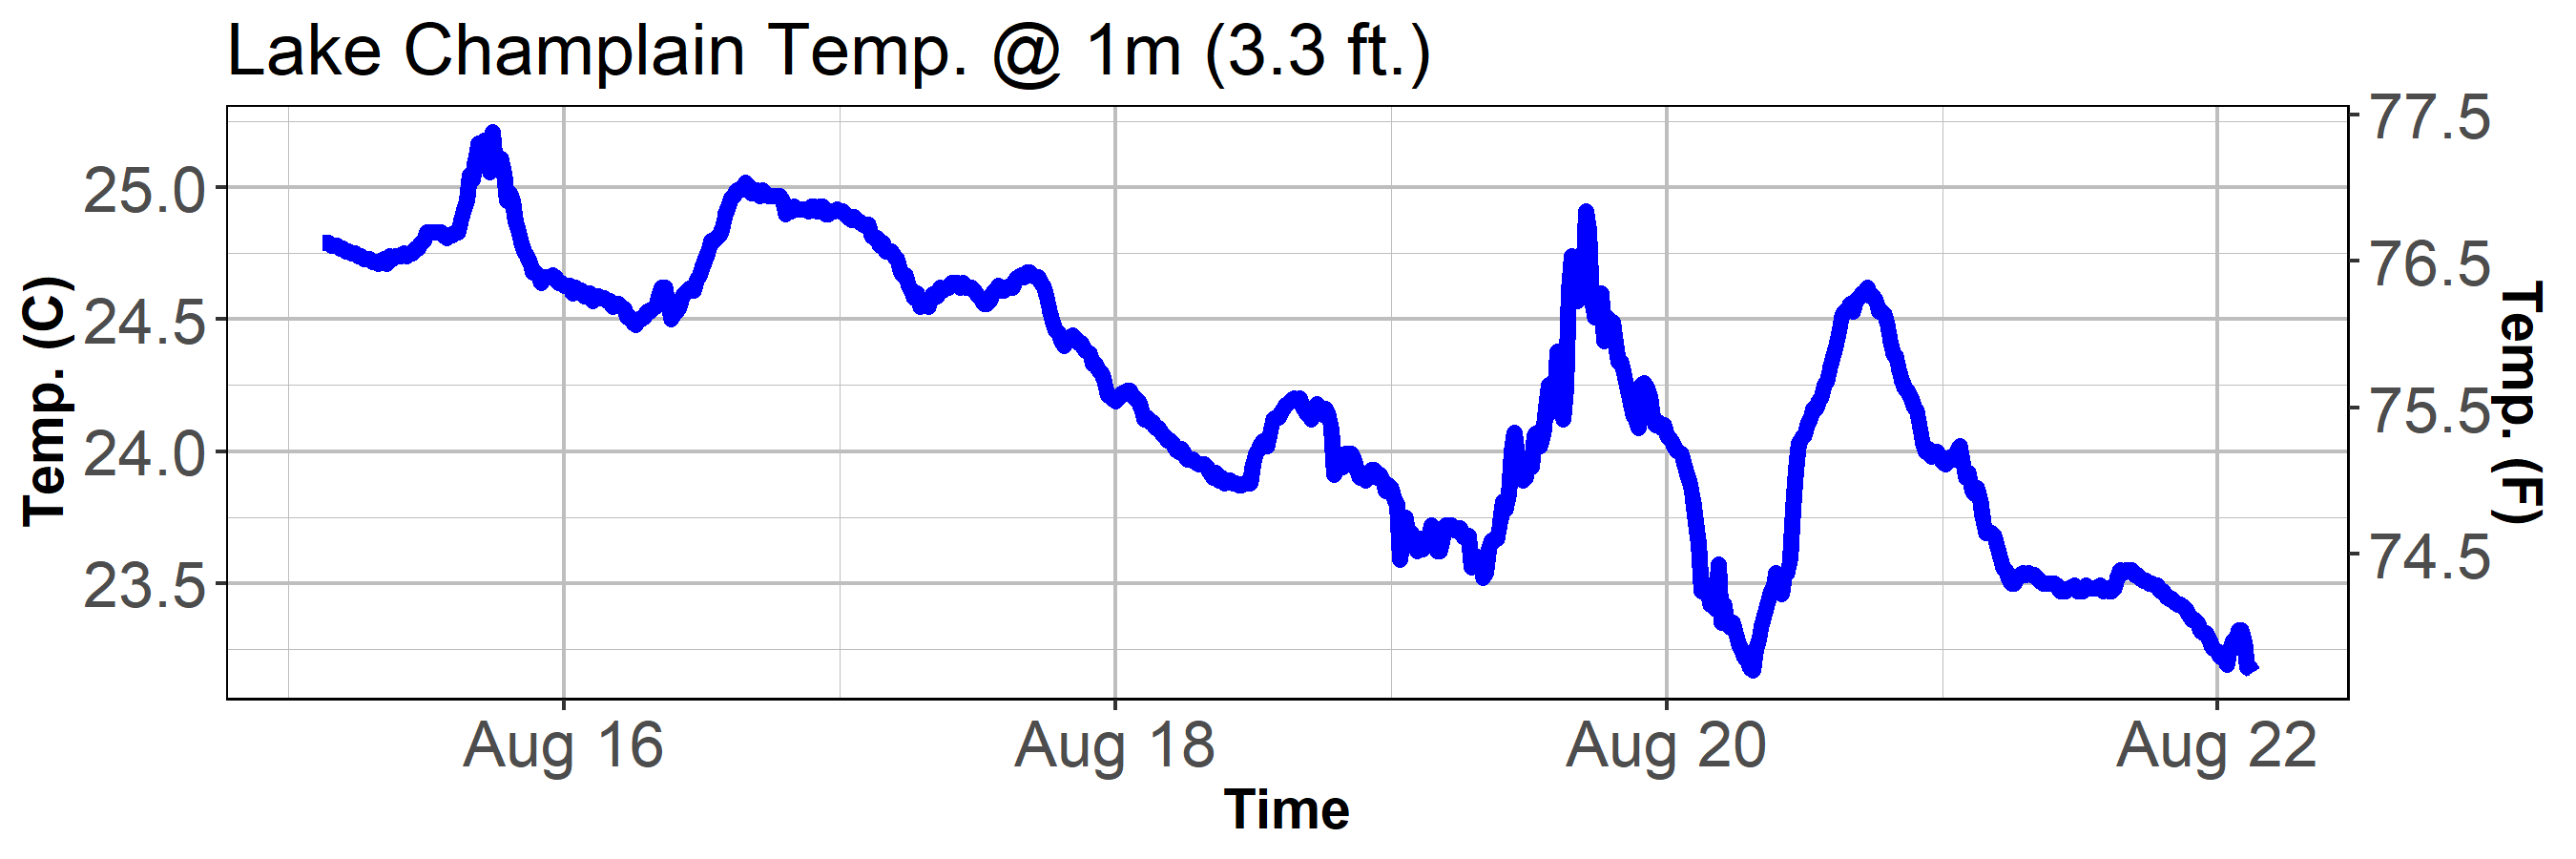 Lake Champlain Temp. @ 1m (3.3 ft.)
Temp. (C)
25.0
24.5
24.0
23.5
77.5
76.5
75.5
74.5
Temp. (F)
Aug 16 Aug 18 Aug 20 Aug 22
Time